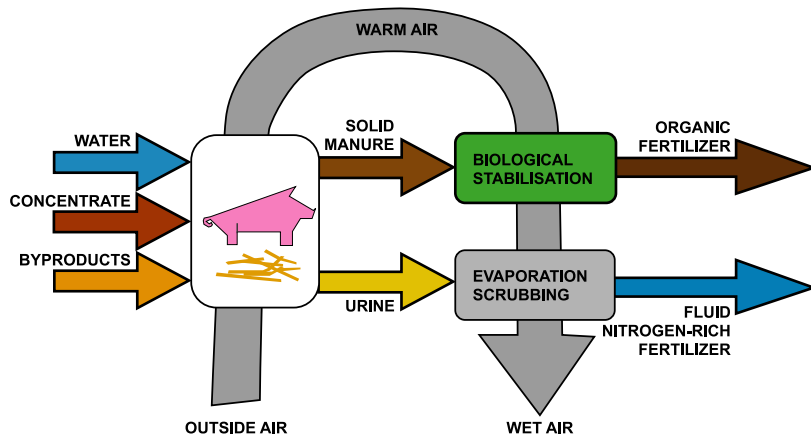 WARM AIR
WATER
CONCENTRATE
BYPRODUCTS
SOLID
MANURE
URINE
BIOLOGICAL
STABILISATION
EVAPORATION
SCRUBBING
ORGANIC
FERTILIZER
FLUID
NITROGEN-RICH
FERTILIZER
OUTSIDE AIR
WET AIR